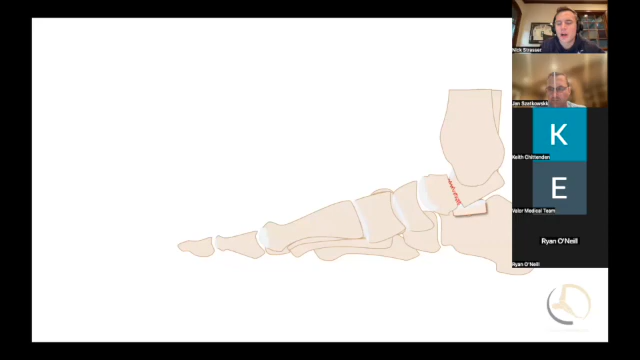 Nick Strasser
Jan Szatkowski
K
Keith Chittenden
E
Valor Medical Team
Ryan O'Neill
Ryan O'Neill